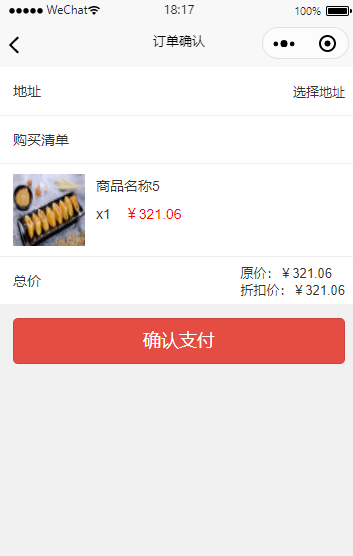 WeChat 18:17 100%
订单确认
地址 选择地址
购买清单
商品名称5
x1 ￥321.06
总价 原价：￥321.06
折扣价：￥321.06
确认支付